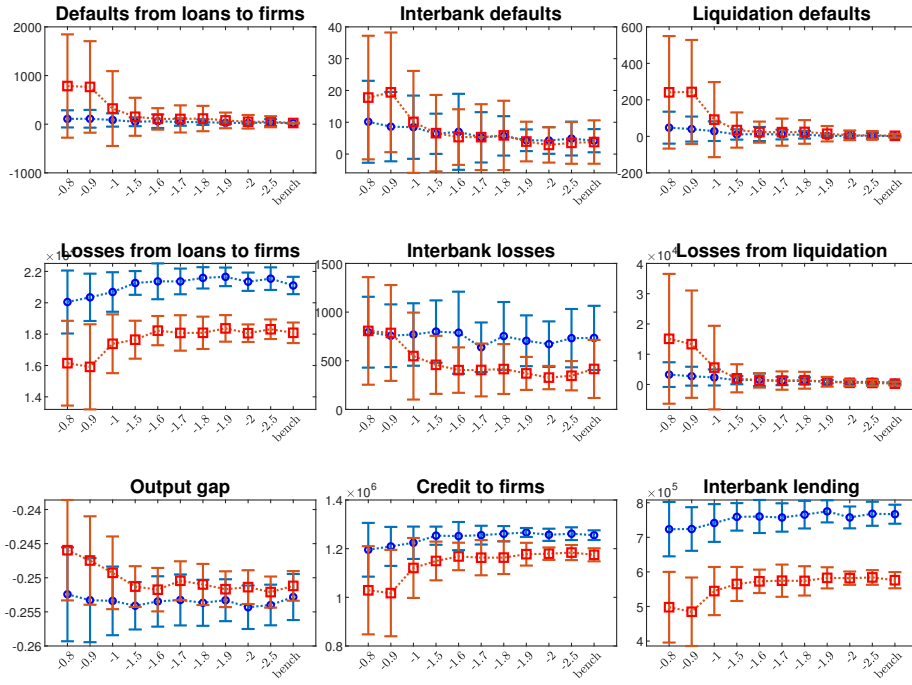 Defaults from loans to firms
2000
1000
0
-1000
-0.8 -0.9 -1 -1.5 -1.6 -1.7 -1.8 -1.9 -2 -2.5 bench
Interbank defaults
40
20
0
-0.8 -0.9 -1 -1.5 -1.6 -1.7 -1.8 -1.9 -2 -2.5 bench
Liquidation defaults
600
400
200
0
-200
-0.8 -0.9 -1 -1.5 -1.6 -1.7 -1.8 -1.9 -2 -2.5 bench
Losses from loans to firms
2.2
2
1.8
1.6
1.4
-0.8 -0.9 -1 -1.5 -1.6 -1.7 -1.8 -1.9 -2 -2.5 bench
Interbank losses
1500
1000
500
0
-0.8 -0.9 -1 -1.5 -1.6 -1.7 -1.8 -1.9 -2 -2.5 bench
Losses from liquidation
×10⁴
4
2
0
-0.8 -0.9 -1 -1.5 -1.6 -1.7 -1.8 -1.9 -2 -2.5 bench
Output gap
-0.24
-0.245
-0.25
-0.255
-0.26
-0.8 -0.9 -1 -1.5 -1.6 -1.7 -1.8 -1.9 -2 -2.5 bench
Credit to firms
×10⁶
1.4
1.2
1
0.8
-0.8 -0.9 -1 -1.5 -1.6 -1.7 -1.8 -1.9 -2 -2.5 bench
Interbank lending
×10⁵
8
7
6
5
4
-0.8 -0.9 -1 -1.5 -1.6 -1.7 -1.8 -1.9 -2 -2.5 bench